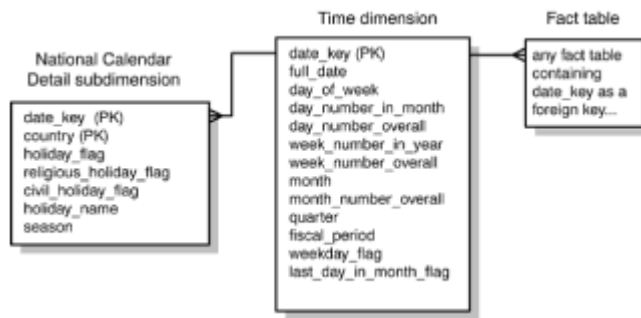 National Calendar
Detail subdimension
date_key (PK)
country (PK)
holiday_flag
religious_holiday_flag
civil_holiday_flag
holiday_name
season
Time dimension
date_key (PK)
full_date
day_of_week
day_number_in_month
day_number_overall
week_number_in_year
week_number_overall
month
month_number_overall
quarter
fiscal_period
weekday_flag
last_day_in_month_flag
Fact table
any fact table
containing
date_key as a
foreign key...